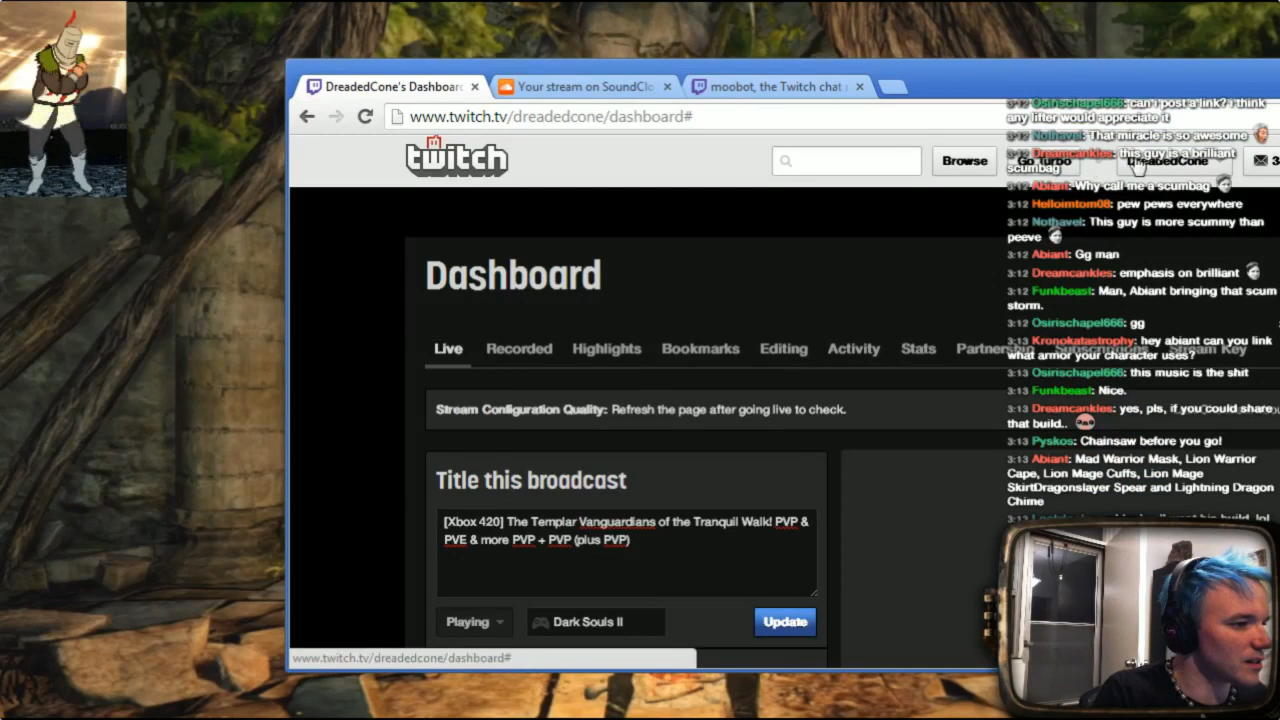 DreadedCone's Dashboard
Your stream on SoundClo
moobot, the Twitch chat
www.twitch.tv/dreadedcone/dashboard#
twitch
Browse
Go Turbo
DreadedCone
3
Dashboard
Live Recorded Highlights Bookmarks Editing Activity Stats Partnership Subscriptions Stream Key
Stream Configuration Quality: Refresh the page after going live to check.
Title this broadcast
[Xbox 420] The Templar Vanguardians of the Tranquil Walk! PVP &
PVE & more PVP + PVP (plus PVP)
Playing
Dark Souls II
Update
www.twitch.tv/dreadedcone/dashboard#
3:12 Osirischapel666: can i post a link? i think
any lifter would appreciate it
3:12 Nothavel: That miracle is so awesome
3:12 Dreamcankles: this guy is a brilliant
scumbag
3:12 Abiant: Why call me a scumbag
3:12 Helloimtom08: pew pews everywhere
3:12 Nothavel: This guy is more scummy than
peeve
3:12 Abiant: Gg man
3:12 Dreamcankles: emphasis on brilliant
3:12 Funkbeast: Man, Abiant bringing that scum
storm.
3:12 Osirischapel666: gg
3:13 Kronokatastrophy: hey abiant can you link
what armor your character uses?
3:13 Osirischapel666: this music is the shit
3:13 Funkbeast: Nice.
3:13 Dreamcankles: yes, pls, if you could share
that build..
3:13 Pyskos: Chainsaw before you go!
3:13 Abiant: Mad Warrior Mask, Lion Warrior
Cape, Lion Mage Cuffs, Lion Mage
SkirtDragonslayer Spear and Lightning Dragon
Chime